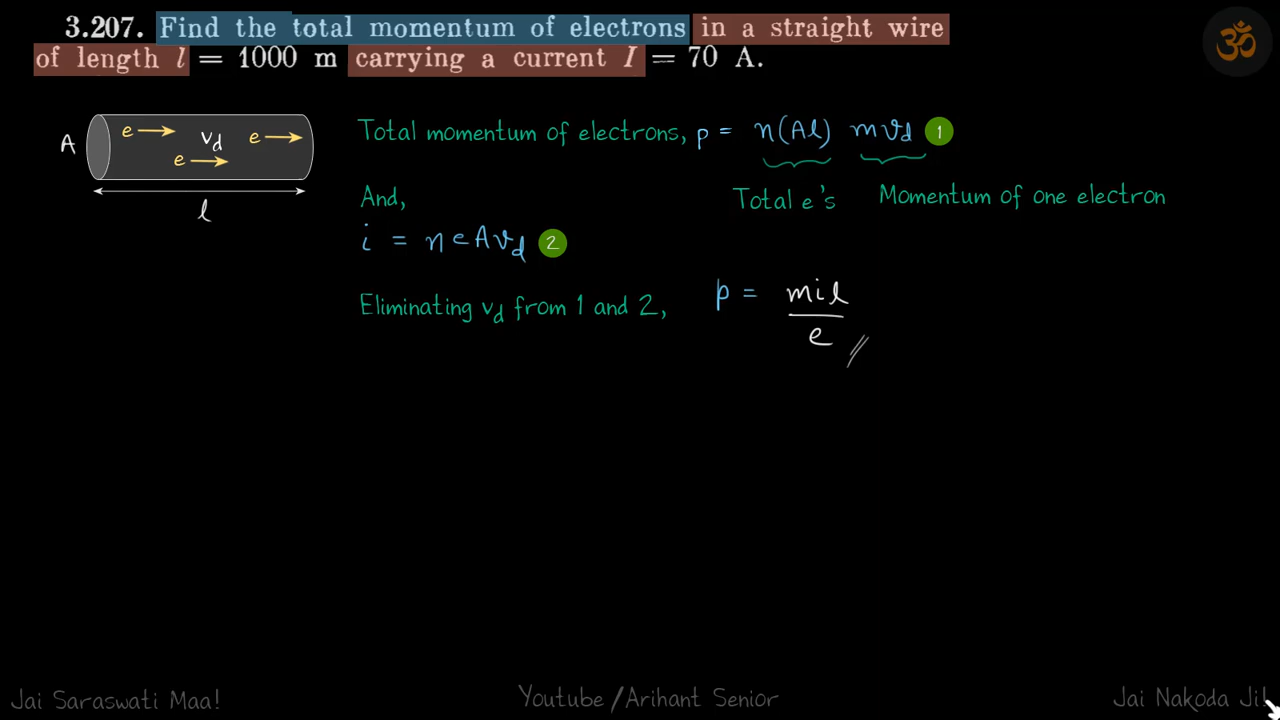 3.207. Find the total momentum of electrons in a straight wire
of length l = 1000 m carrying a current I = 70 A.
ॐ
A
e
v_d
e
e
l
Total momentum of electrons, p = n(Al) mv_d 1
Total e's Momentum of one electron
And,
i = neAv_d 2
Eliminating v_d from 1 and 2, p = mil/e
Jai Saraswati Maa! Youtube /Arihant Senior Jai Nakoda Ji!